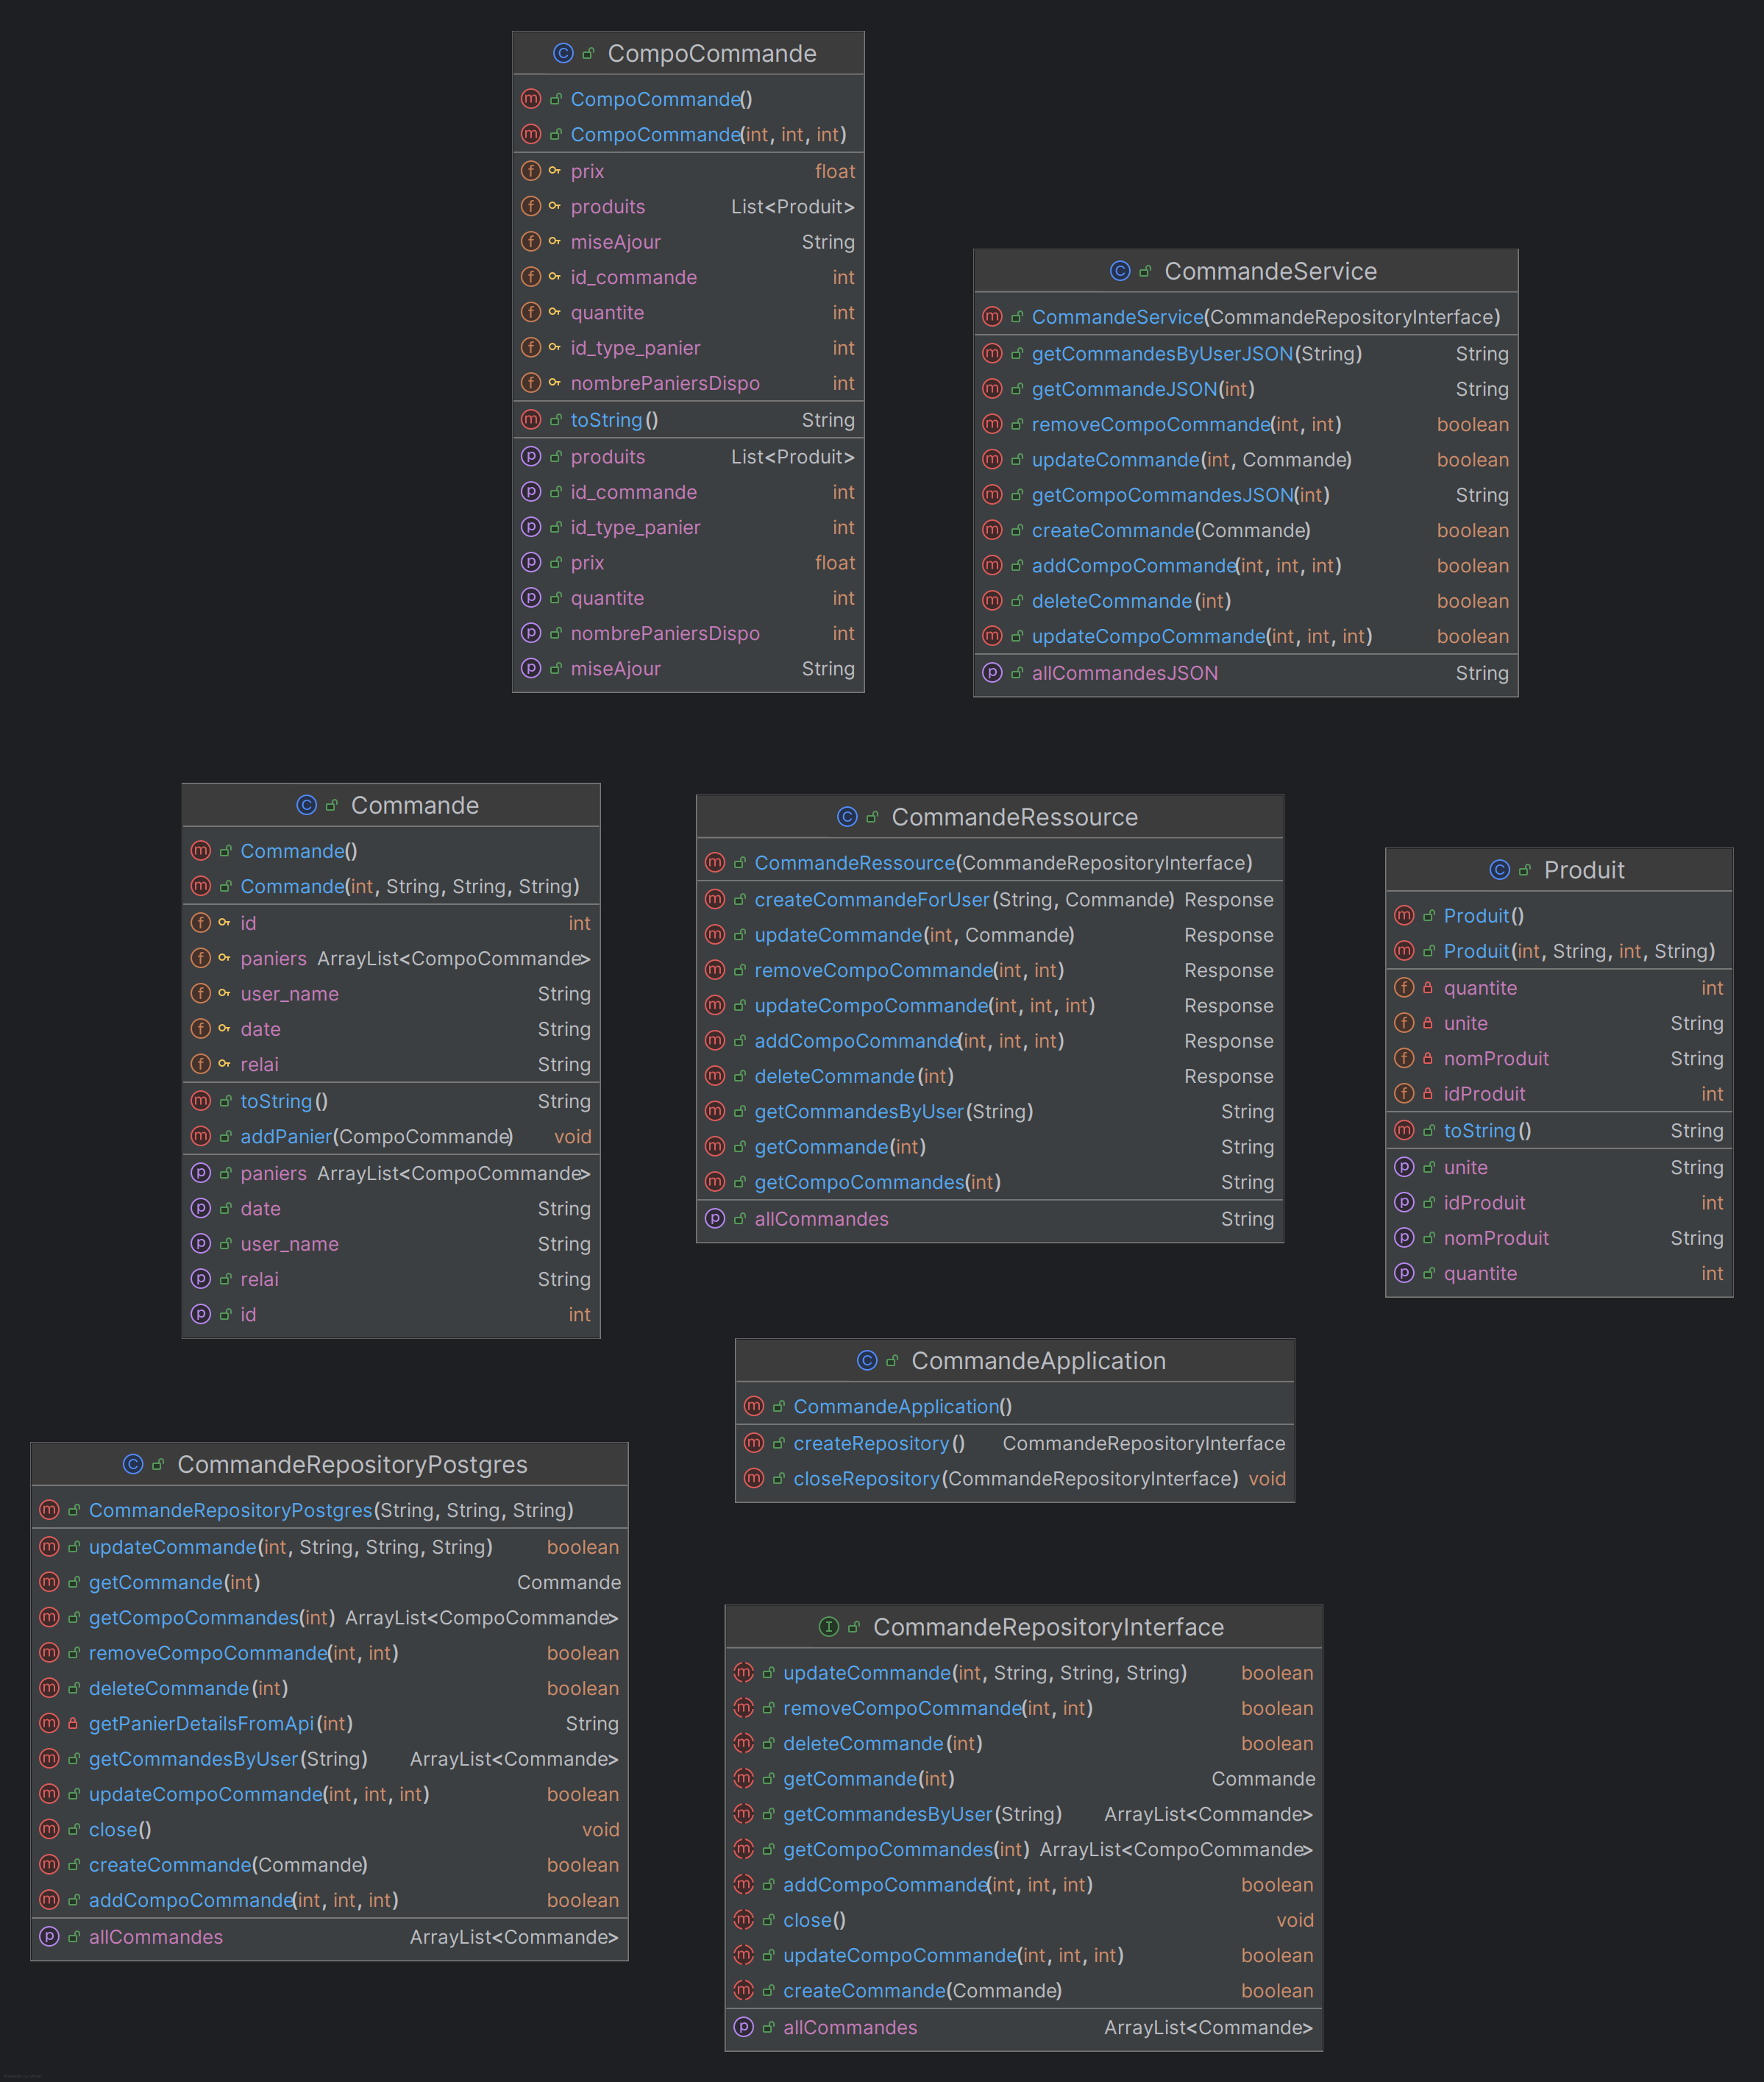 CompoCommande
CompoCommande()
CompoCommande(int, int, int)
prix float
produits List<Produit>
miseAjour String
id_commande int
quantite int
id_type_panier int
nombrePaniersDispo int
toString() String
produits List<Produit>
id_commande int
id_type_panier int
prix float
quantite int
nombrePaniersDispo int
miseAjour String
CommandeService
CommandeService(CommandeRepositoryInterface)
getCommandesByUserJSON(String) String
getCommandeJSON(int) String
removeCompoCommande(int, int) boolean
updateCommande(int, Commande) boolean
getCompoCommandesJSON(int) String
createCommande(Commande) boolean
addCompoCommande(int, int, int) boolean
deleteCommande(int) boolean
updateCompoCommande(int, int, int) boolean
allCommandesJSON String
Commande
Commande()
Commande(int, String, String, String)
id int
paniers ArrayList<CompoCommande>
user_name String
date String
relai String
toString() String
addPanier(CompoCommande) void
paniers ArrayList<CompoCommande>
date String
user_name String
relai String
id int
CommandeRessource
CommandeRessource(CommandeRepositoryInterface)
createCommandeForUser(String, Commande) Response
updateCommande(int, Commande) Response
removeCompoCommande(int, int) Response
updateCompoCommande(int, int, int) Response
addCompoCommande(int, int, int) Response
deleteCommande(int) Response
getCommandesByUser(String) String
getCommande(int) String
getCompoCommandes(int) String
allCommandes String
Produit
Produit()
Produit(int, String, int, String)
quantite int
unite String
nomProduit String
idProduit int
toString() String
unite String
idProduit int
nomProduit String
quantite int
CommandeApplication
CommandeApplication()
createRepository() CommandeRepositoryInterface
closeRepository(CommandeRepositoryInterface) void
CommandeRepositoryPostgres
CommandeRepositoryPostgres(String, String, String)
updateCommande(int, String, String, String) boolean
getCommande(int) Commande
getCompoCommandes(int) ArrayList<CompoCommande>
removeCompoCommande(int, int) boolean
deleteCommande(int) boolean
getPanierDetailsFromApi(int) String
getCommandesByUser(String) ArrayList<Commande>
updateCompoCommande(int, int, int) boolean
close() void
createCommande(Commande) boolean
addCompoCommande(int, int, int) boolean
allCommandes ArrayList<Commande>
CommandeRepositoryInterface
updateCommande(int, String, String, String) boolean
removeCompoCommande(int, int) boolean
deleteCommande(int) boolean
getCommande(int) Commande
getCommandesByUser(String) ArrayList<Commande>
getCompoCommandes(int) ArrayList<CompoCommande>
addCompoCommande(int, int, int) boolean
close() void
updateCompoCommande(int, int, int) boolean
createCommande(Commande) boolean
allCommandes ArrayList<Commande>